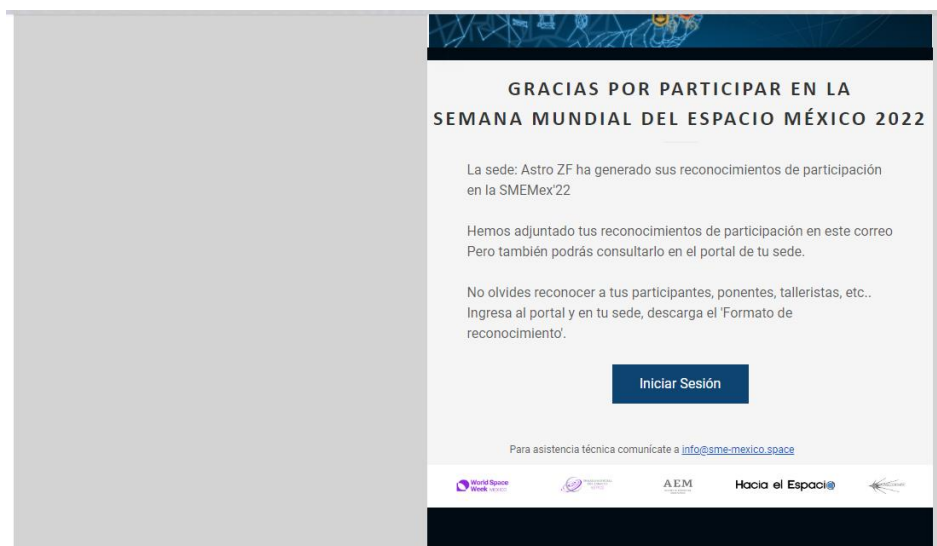 GRACIAS POR PARTICIPAR EN LA
SEMANA MUNDIAL DEL ESPACIO MÉXICO 2022
La sede: Astro ZF ha generado sus reconocimientos de participación
en la SMEMex'22
Hemos adjuntado tus reconocimientos de participación en este correo
Pero también podrás consultarlo en el portal de tu sede.
No olvides reconocer a tus participantes, ponentes, talleristas, etc..
Ingresa al portal y en tu sede, descarga el 'Formato de
reconocimiento'.
Iniciar Sesión
Para asistencia técnica comunícate a info@sme-mexico.space
World Space
Week MÉXICO
AEM
Hacia el Espacio